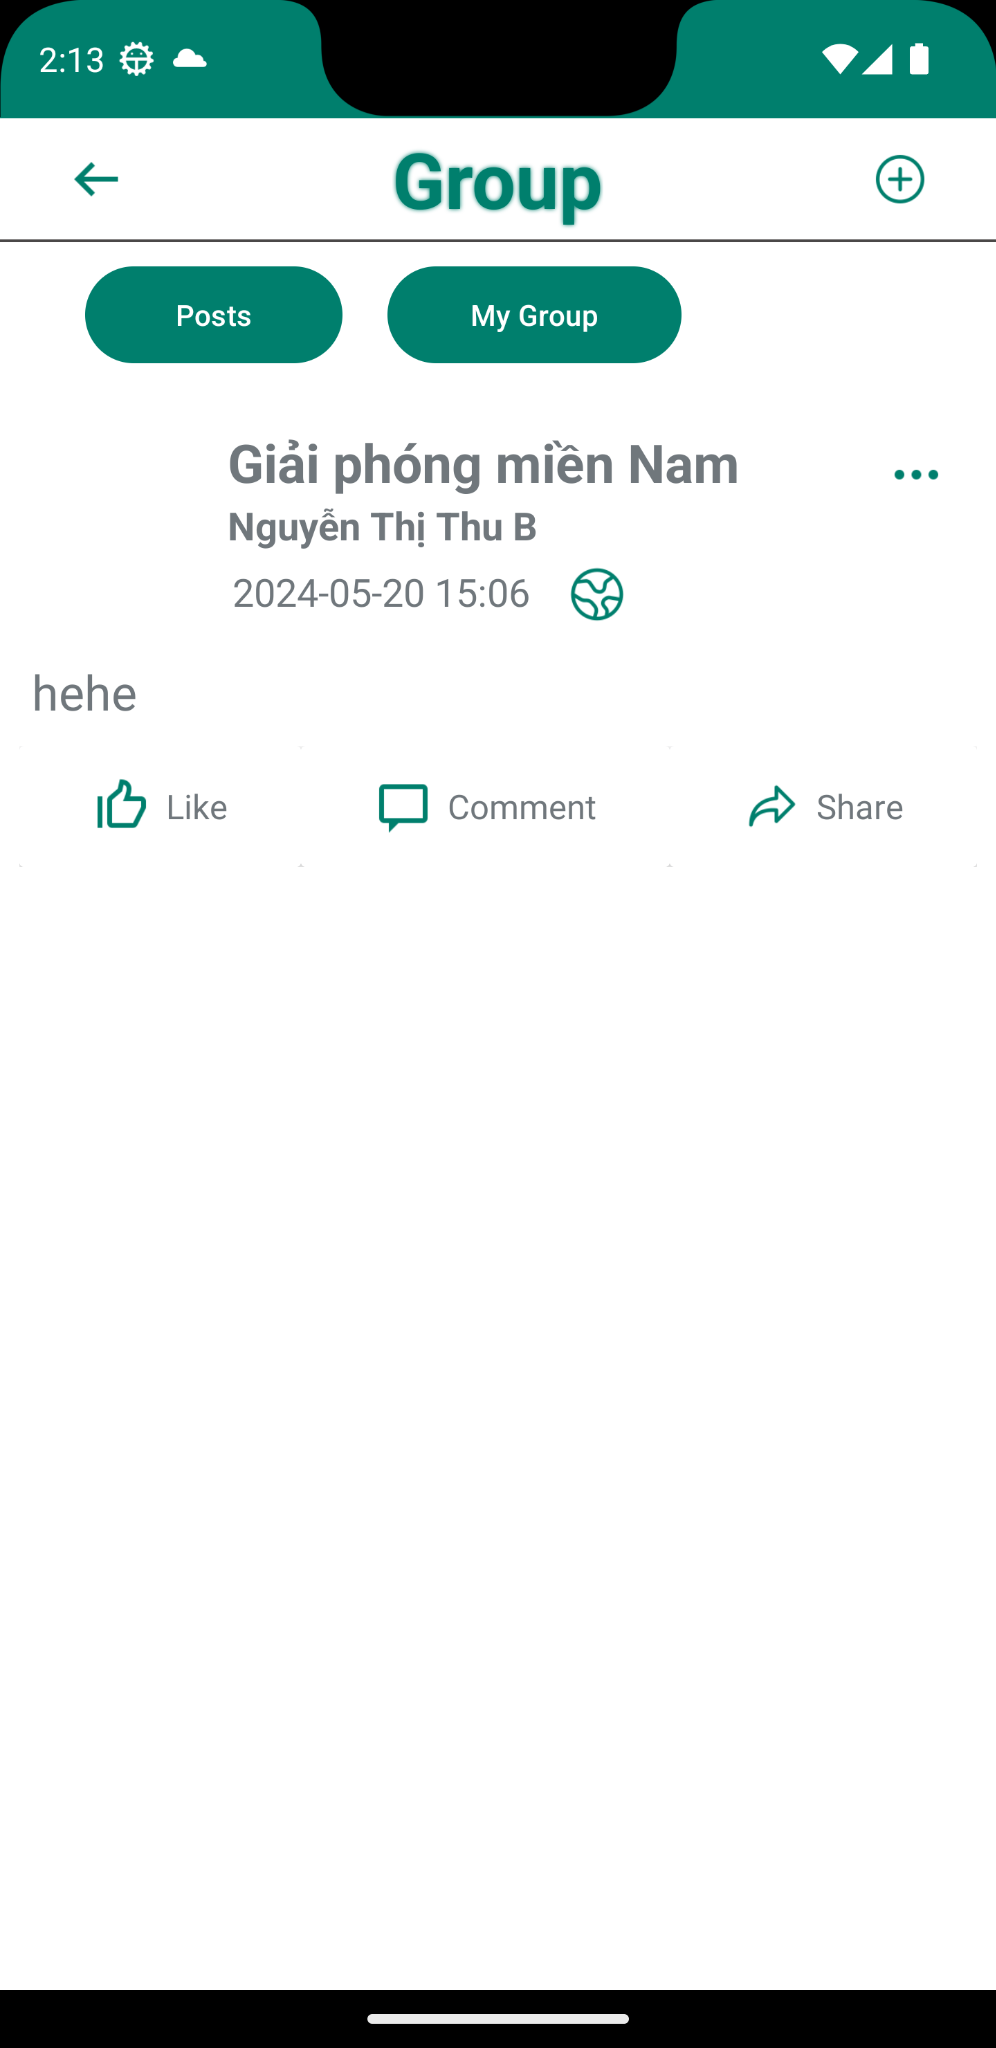 2:13
Group
Posts
My Group
Giải phóng miền Nam
Nguyễn Thị Thu B
2024-05-20 15:06
hehe
Like
Comment
Share